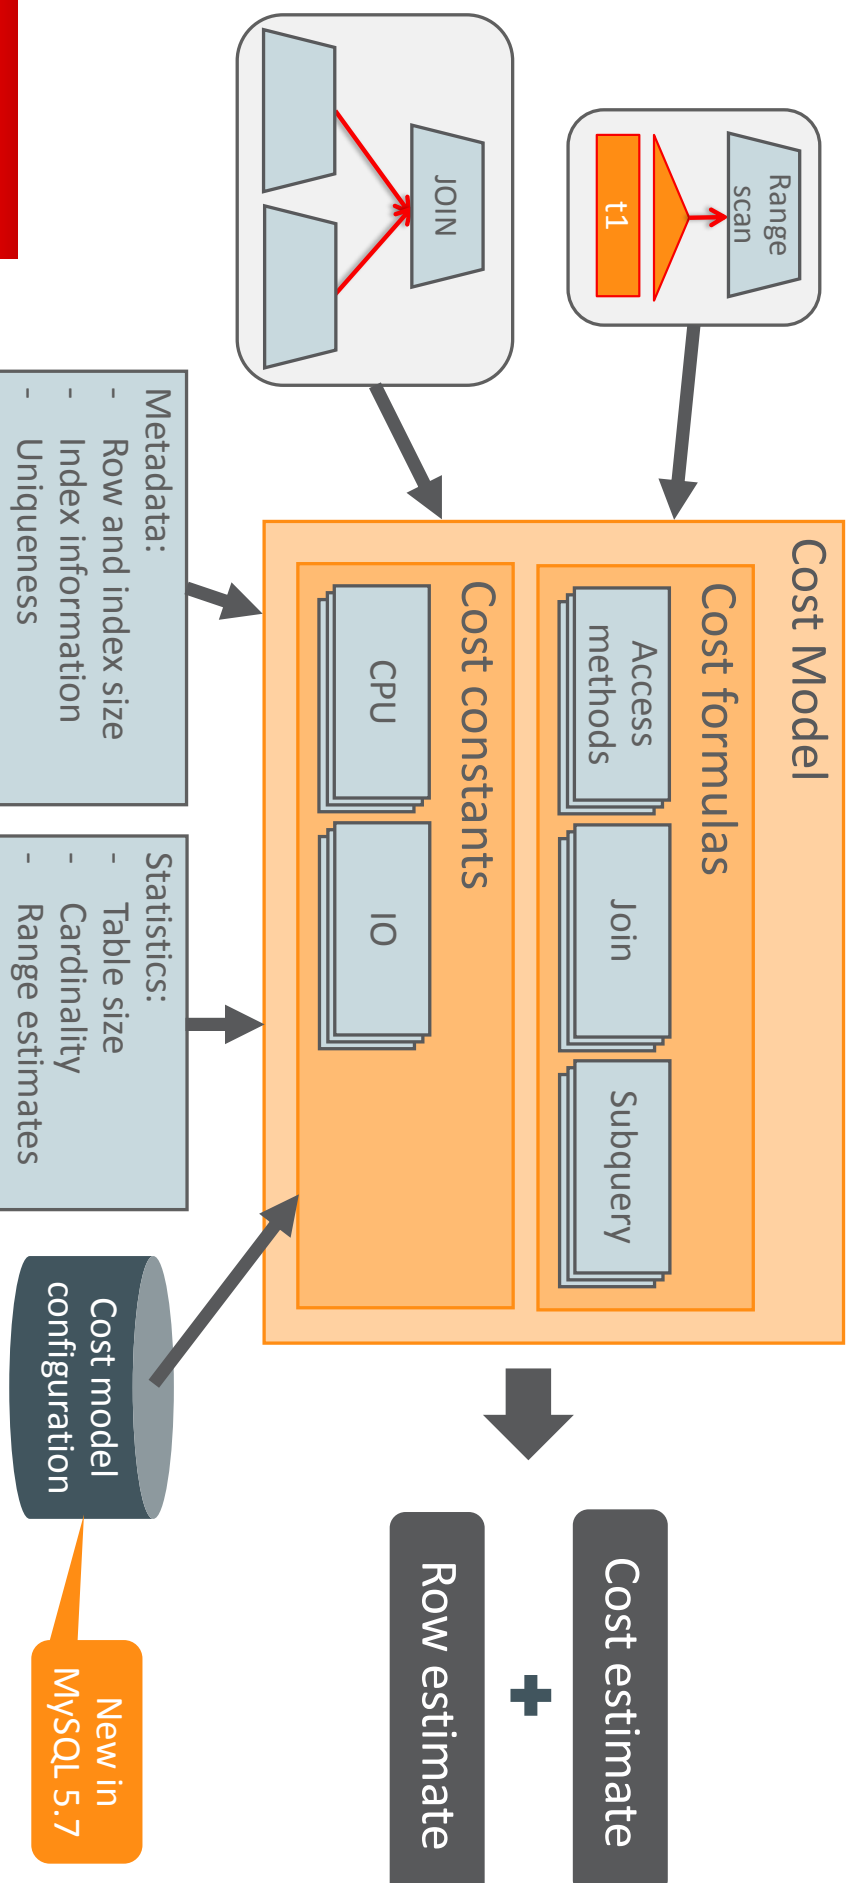 Range
scan
t1
JOIN
Cost Model
Cost formulas
Access
methods
Join
Subquery
Cost constants
CPU
IO
Cost estimate
Row estimate
Metadata:
- Row and index size
- Index information
- Uniqueness
Statistics:
- Table size
- Cardinality
- Range estimates
Cost model
configuration
New in
MySQL 5.7